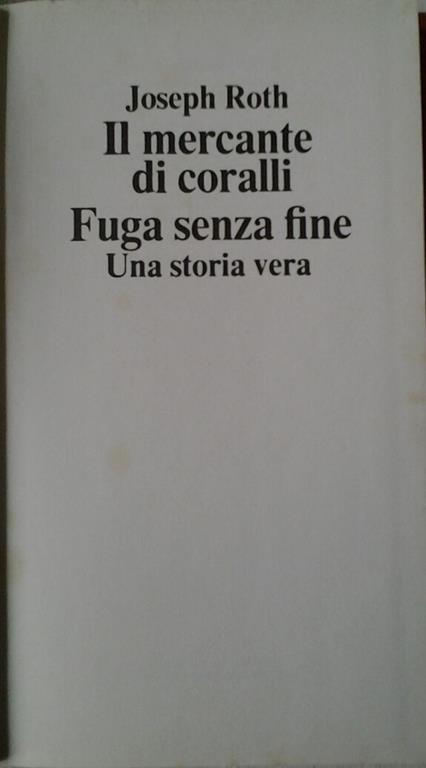 Joseph Roth
Il mercante
di coralli
Fuga senza fine
Una storia vera